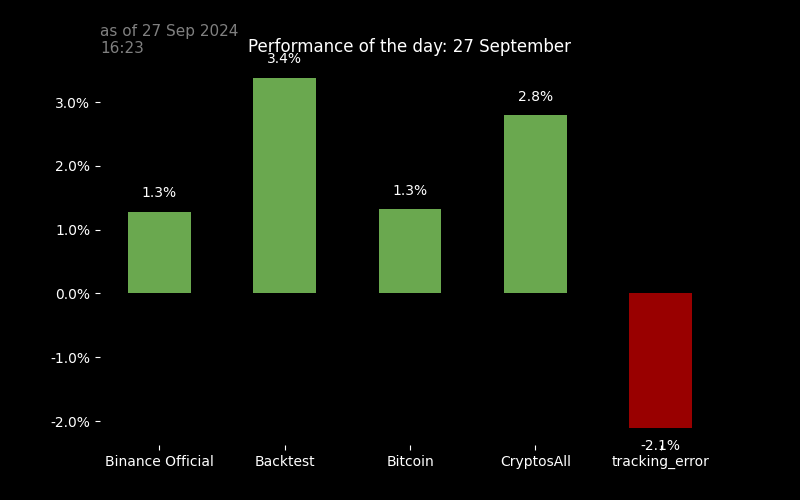 as of 27 Sep 2024
16:23
Performance of the day: 27 September
3.4%
3.0%
2.8%
2.0%
1.3%
1.3%
1.0%
0.0%
-1.0%
-2.0%
-2.1%
Binance Official
Backtest
Bitcoin
CryptosAll
tracking_error